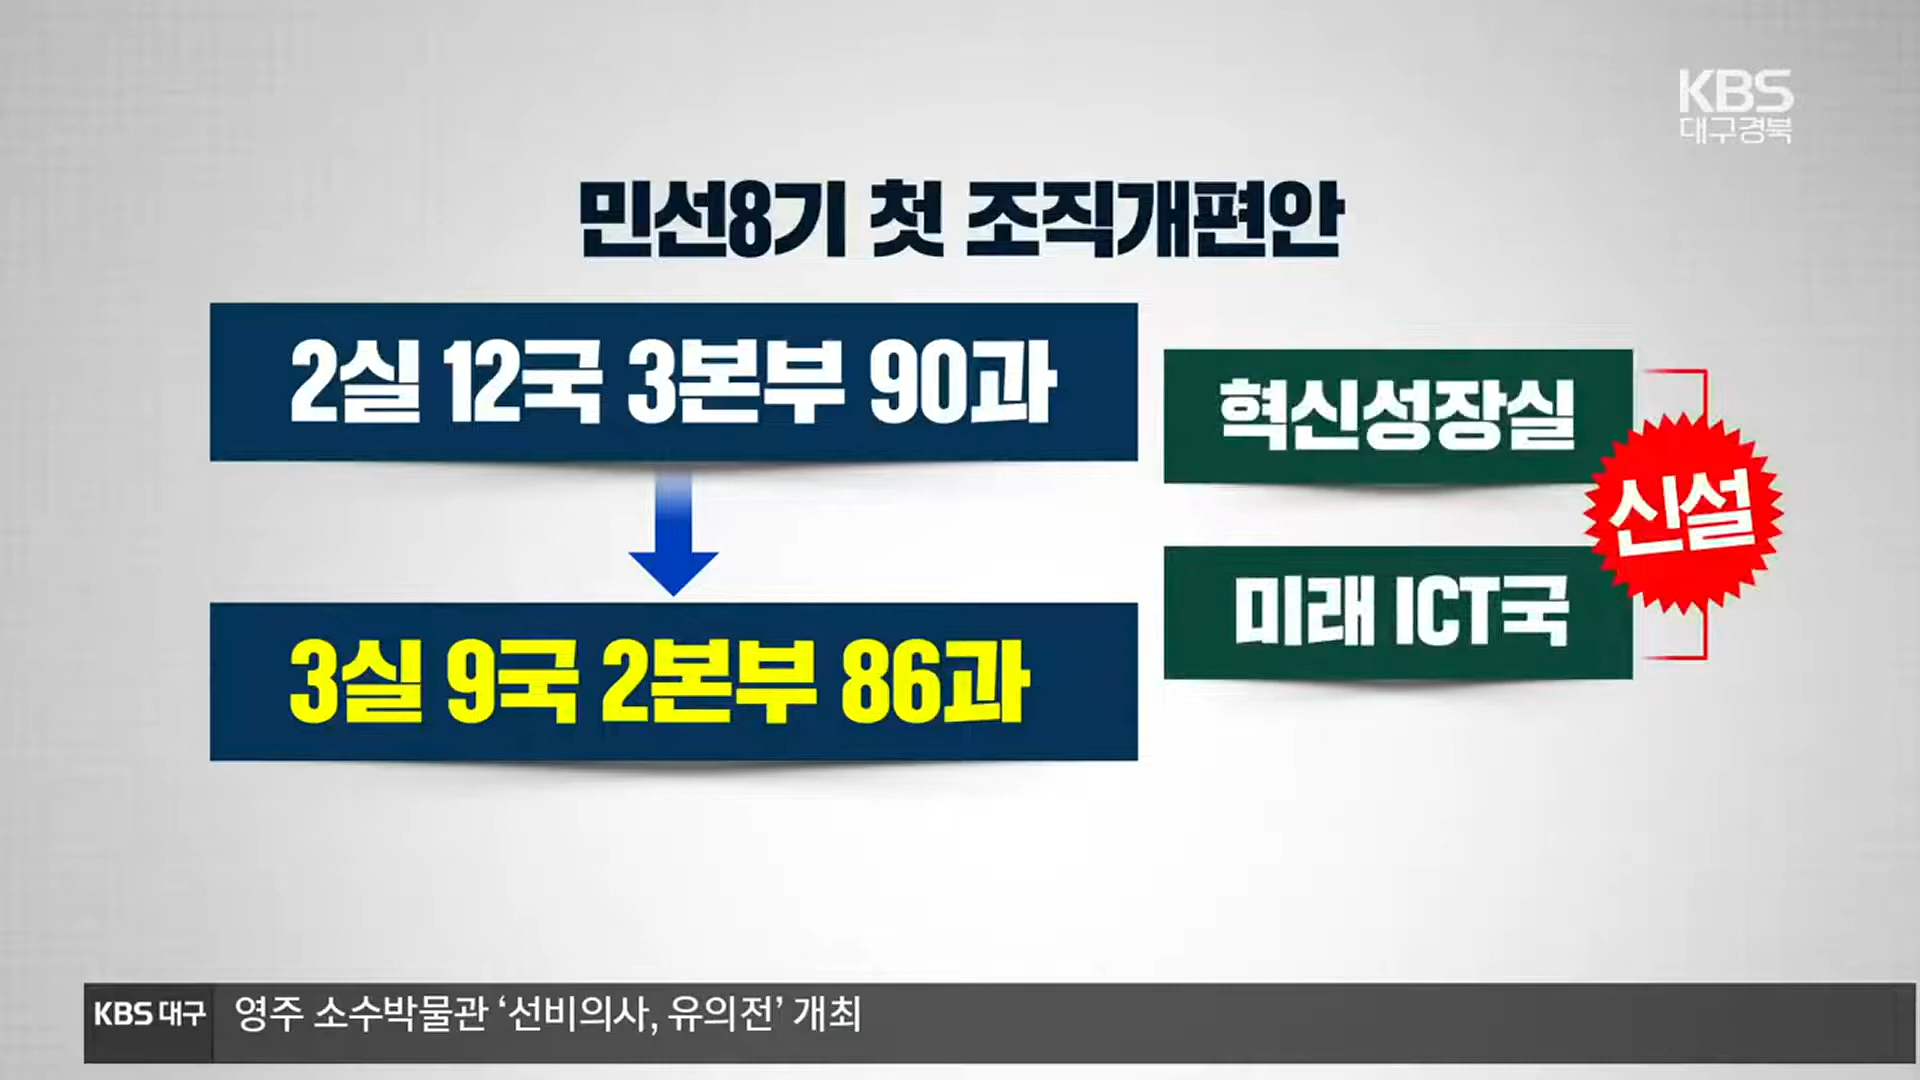 KBS
대구경북
민선8기 첫 조직개편안
2실 12국 3본부 90과
3실 9국 2본부 86과
혁신성장실
미래 ICT국
신설
KBS 대구
영주 소수박물관 ‘선비의사, 유의전’ 개최